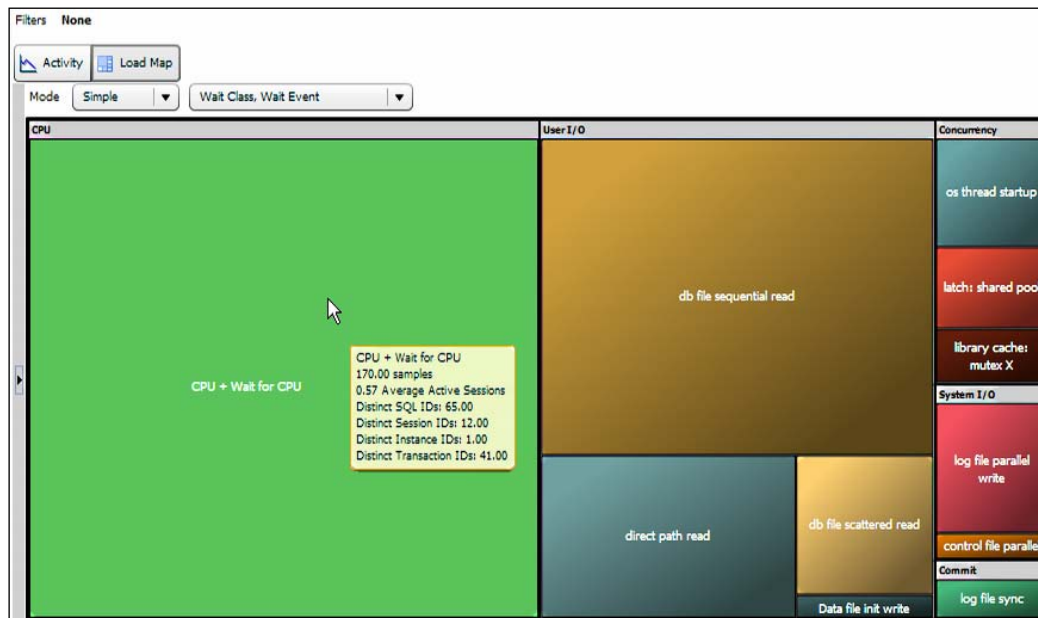 Filters None
Activity Load Map
Mode Simple Wait Class, Wait Event
CPU
CPU + Wait for CPU
CPU + Wait for CPU
170.00 samples
0.57 Average Active Sessions
Distinct SQL IDs: 65.00
Distinct Session IDs: 12.00
Distinct Instance IDs: 1.00
Distinct Transaction IDs: 41.00
User I/O
db file sequential read
direct path read
db file scattered read
Data file init write
Concurrency
os thread startup
latch: shared poo
library cache:
mutex X
System I/O
log file parallel
write
control file paralle
Commit
log file sync